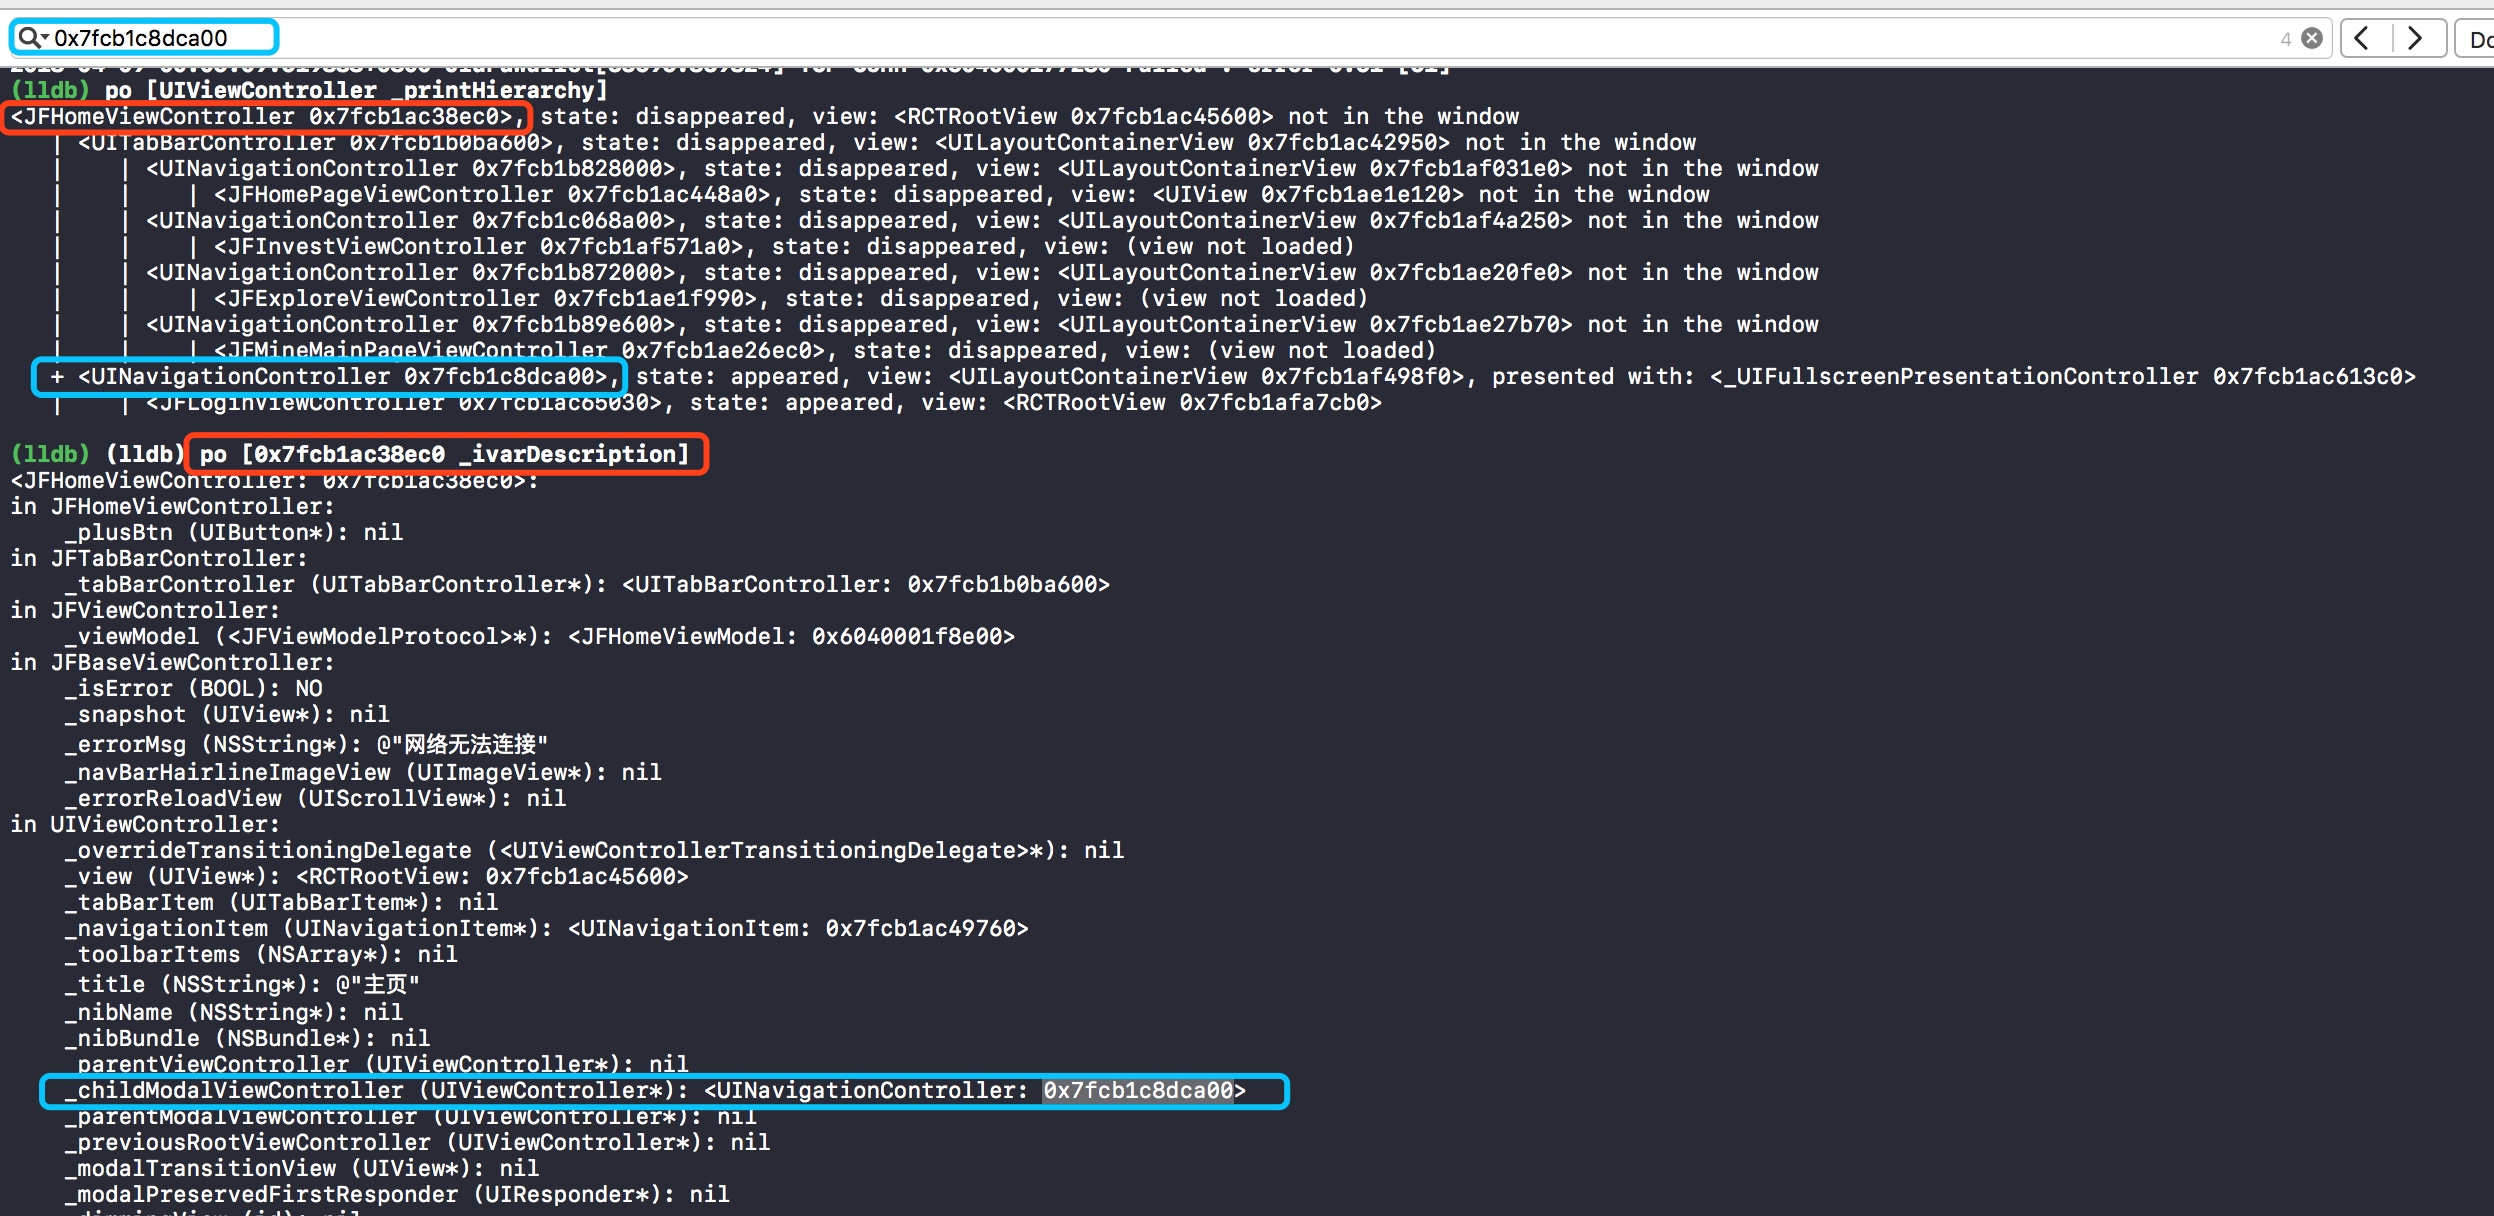 0x7fcb1c8dca00
4
(lldb) po [UIViewController _printHierarchy]
<JFHomeViewController 0x7fcb1ac38ec0>, state: disappeared, view: <RCTRootView 0x7fcb1ac45600> not in the window
| <UITabBarController 0x7fcb1b0ba600>, state: disappeared, view: <UILayoutContainerView 0x7fcb1ac42950> not in the window
| | <UINavigationController 0x7fcb1b828000>, state: disappeared, view: <UILayoutContainerView 0x7fcb1af031e0> not in the window
| | | <JFHomePageViewController 0x7fcb1ac448a0>, state: disappeared, view: <UIView 0x7fcb1ae1e120> not in the window
| | <UINavigationController 0x7fcb1c068a00>, state: disappeared, view: <UILayoutContainerView 0x7fcb1af4a250> not in the window
| | | <JFInvestViewController 0x7fcb1af571a0>, state: disappeared, view: (view not loaded)
| | <UINavigationController 0x7fcb1b872000>, state: disappeared, view: <UILayoutContainerView 0x7fcb1ae20fe0> not in the window
| | | <JFExploreViewController 0x7fcb1ae1f990>, state: disappeared, view: (view not loaded)
| | <UINavigationController 0x7fcb1b89e600>, state: disappeared, view: <UILayoutContainerView 0x7fcb1ae27b70> not in the window
| | | <JFMineMainPageViewController 0x7fcb1ae26ec0>, state: disappeared, view: (view not loaded)
+ <UINavigationController 0x7fcb1c8dca00>, state: appeared, view: <UILayoutContainerView 0x7fcb1af498f0>, presented with: <_UIFullscreenPresentationController 0x7fcb1ac613c0>
| | <JFLoginViewController 0x7fcb1ac65030>, state: appeared, view: <RCTRootView 0x7fcb1afa7cb0>
(lldb) (lldb) po [0x7fcb1ac38ec0 _ivarDescription]
<JFHomeViewController: 0x7fcb1ac38ec0>:
in JFHomeViewController:
_plusBtn (UIButton*): nil
in JFTabBarController:
_tabBarController (UITabBarController*): <UITabBarController: 0x7fcb1b0ba600>
in JFViewController:
_viewModel (<JFViewModelProtocol>*): <JFHomeViewModel: 0x6040001f8e00>
in JFBaseViewController:
_isError (BOOL): NO
_snapshot (UIView*): nil
_errorMsg (NSString*): @"网络无法连接"
_navBarHairlineImageView (UIImageView*): nil
_errorReloadView (UIScrollView*): nil
in UIViewController:
_overrideTransitioningDelegate (<UIViewControllerTransitioningDelegate>*): nil
_view (UIView*): <RCTRootView: 0x7fcb1ac45600>
_tabBarItem (UITabBarItem*): nil
_navigationItem (UINavigationItem*): <UINavigationItem: 0x7fcb1ac49760>
_toolbarItems (NSArray*): nil
_title (NSString*): @"主页"
_nibName (NSString*): nil
_nibBundle (NSBundle*): nil
_parentViewController (UIViewController*): nil
_childModalViewController (UIViewController*): <UINavigationController: 0x7fcb1c8dca00>
_parentModalViewController (UIViewController*): nil
_previousRootViewController (UIViewController*): nil
_modalTransitionView (UIView*): nil
_modalPreservedFirstResponder (UIResponder*): nil